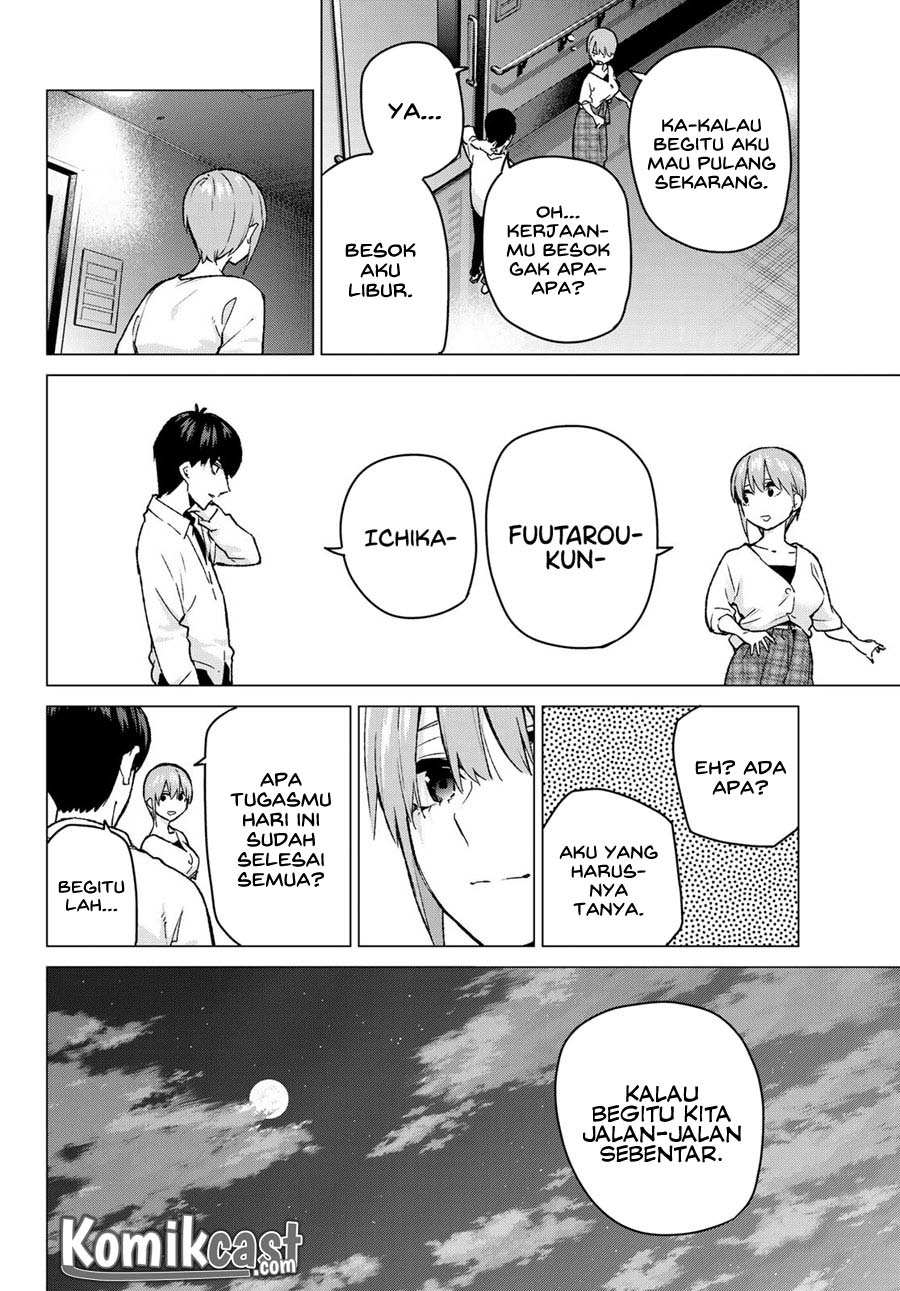 KA-KALAU
BEGITU AKU
MAU PULANG
SEKARANG.
OH...
KERJAAN-
MU BESOK
GAK APA-
APA?
YA...
BESOK
AKU
LIBUR.
FUUTAROU-
KUN-
ICHIKA-
EH? ADA
APA?
AKU YANG
HARUS-
NYA
TANYA.
APA
TUGASMU
HARI INI
SUDAH
SELESAI
SEMUA?
BEGITU
LAH...
KALAU
BEGITU KITA
JALAN-JALAN
SEBENTAR.
Komikcast
.com